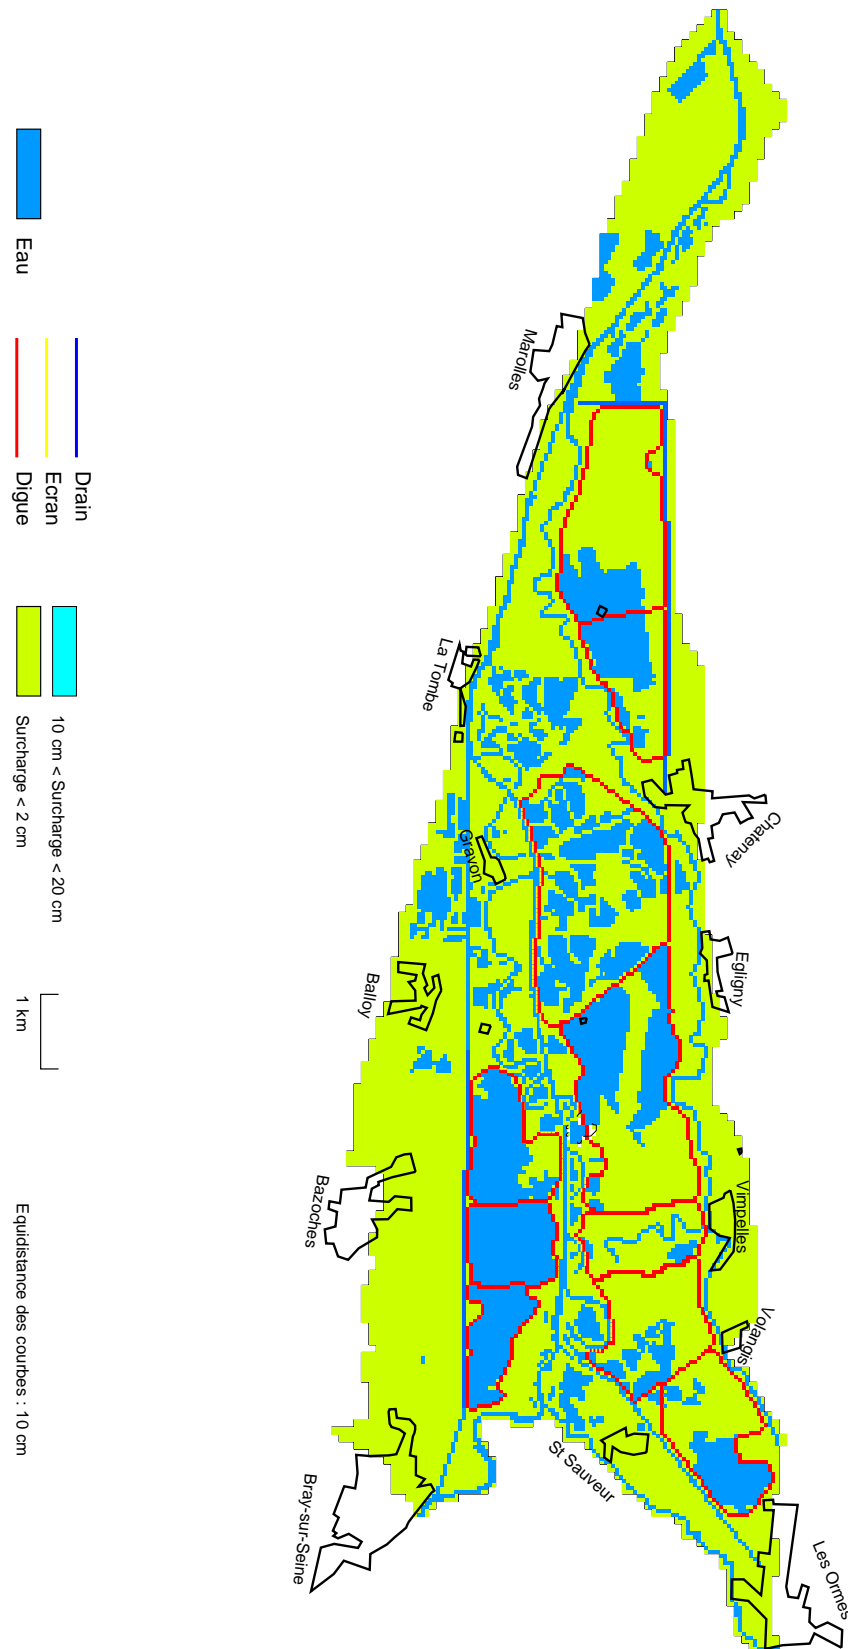 Marolles
La Tombe
Chatenay
Gravon
Egligny
Balloy
Vimpelles
Bazoches
Volangis
St Sauveur
Bray-sur-Seine
Les Ormes
Eau
Drain
Ecran
Digue
10 cm < Surcharge < 20 cm
Surcharge < 2 cm
1 km
Equidistance des courbes : 10 cm